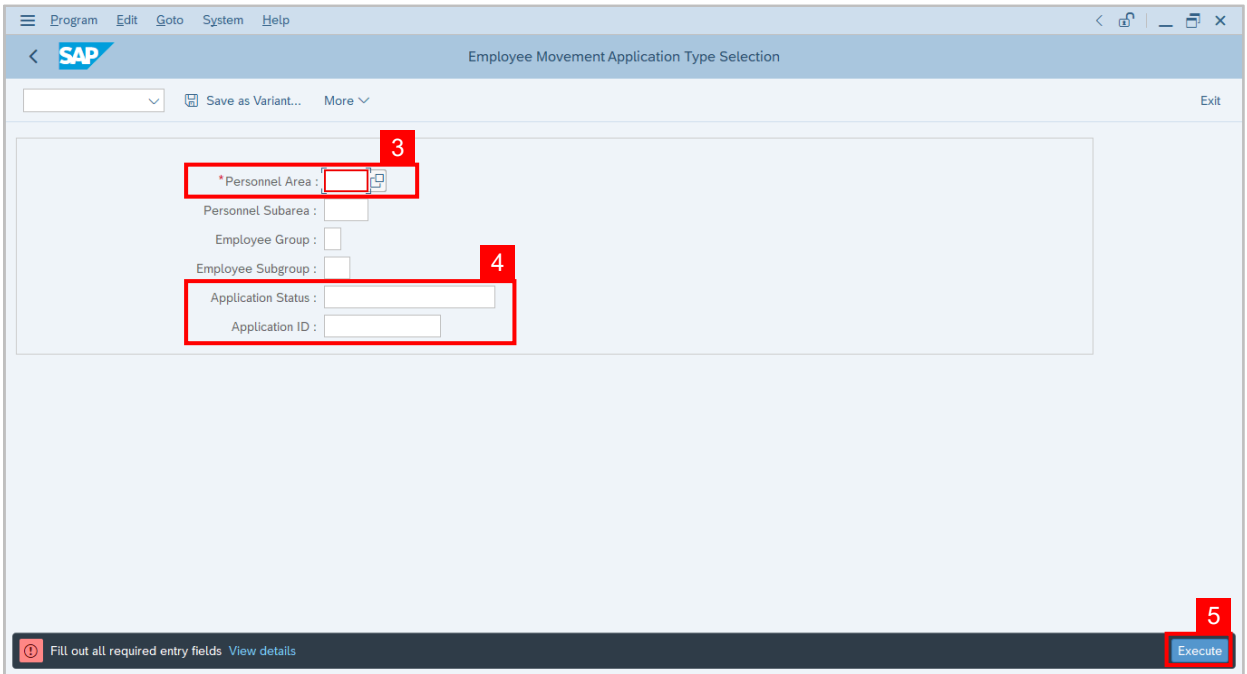 Program Edit Goto System Help
SAP Employee Movement Application Type Selection
Save as Variant... More Exit
3
*Personnel Area :
Personnel Subarea :
Employee Group :
4
Employee Subgroup :
Application Status :
Application ID :
5
Fill out all required entry fields View details Execute